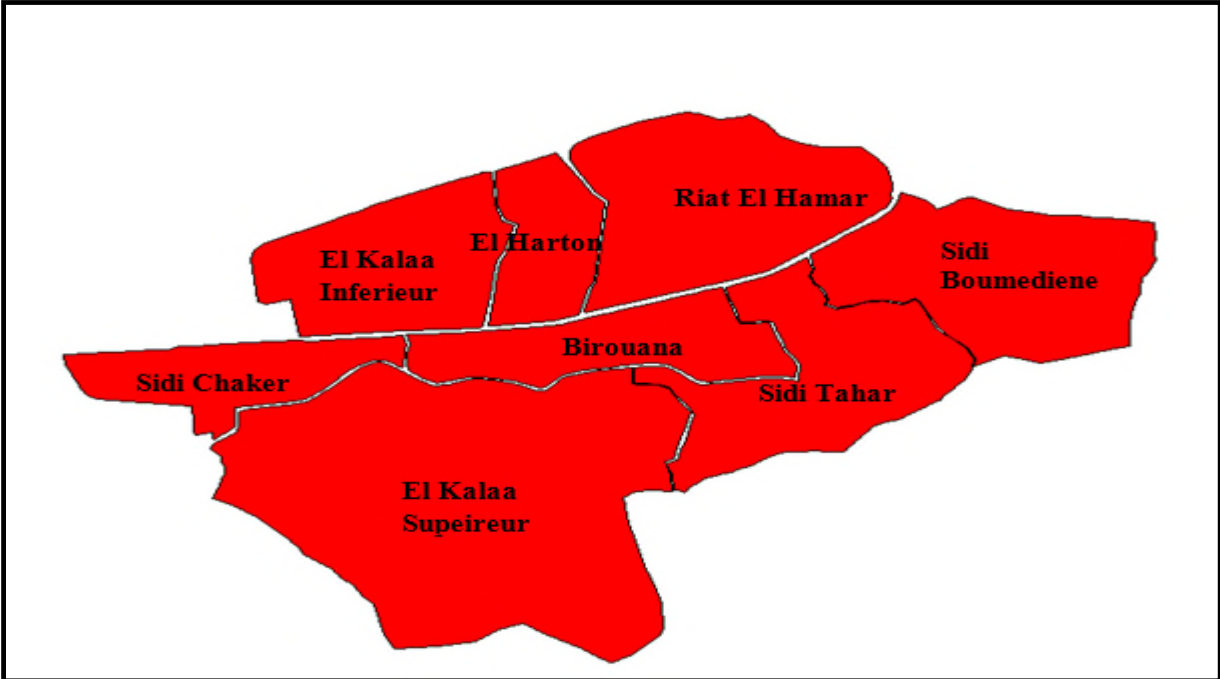 Riat El Hamar
El Harton
El Kalaa
Inferieur
Sidi
Boumediene
Birouana
Sidi Chaker
Sidi Tahar
El Kalaa
Supeireur